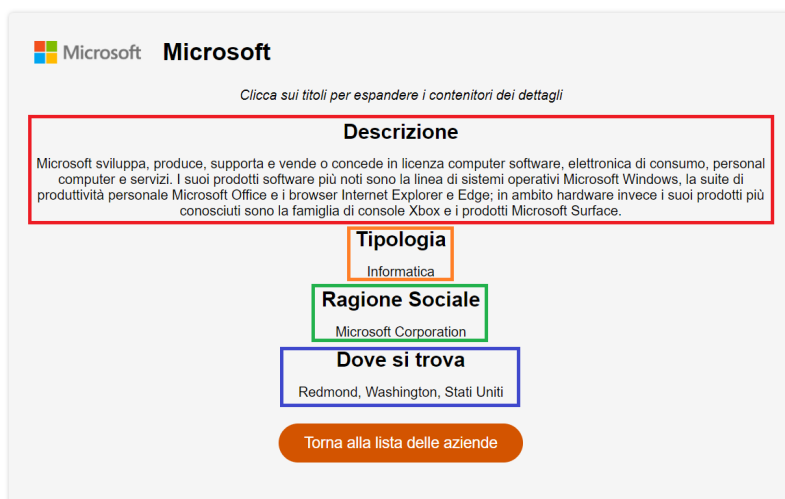 Microsoft Microsoft
Clicca sui titoli per espandere i contenitori dei dettagli
Descrizione
Microsoft sviluppa, produce, supporta e vende o concede in licenza computer software, elettronica di consumo, personal
computer e servizi. I suoi prodotti software più noti sono la linea di sistemi operativi Microsoft Windows, la suite di
produttività personale Microsoft Office e i browser Internet Explorer e Edge; in ambito hardware invece i suoi prodotti più
conosciuti sono la famiglia di console Xbox e i prodotti Microsoft Surface.
Tipologia
Informatica
Ragione Sociale
Microsoft Corporation
Dove si trova
Redmond, Washington, Stati Uniti
Torna alla lista delle aziende